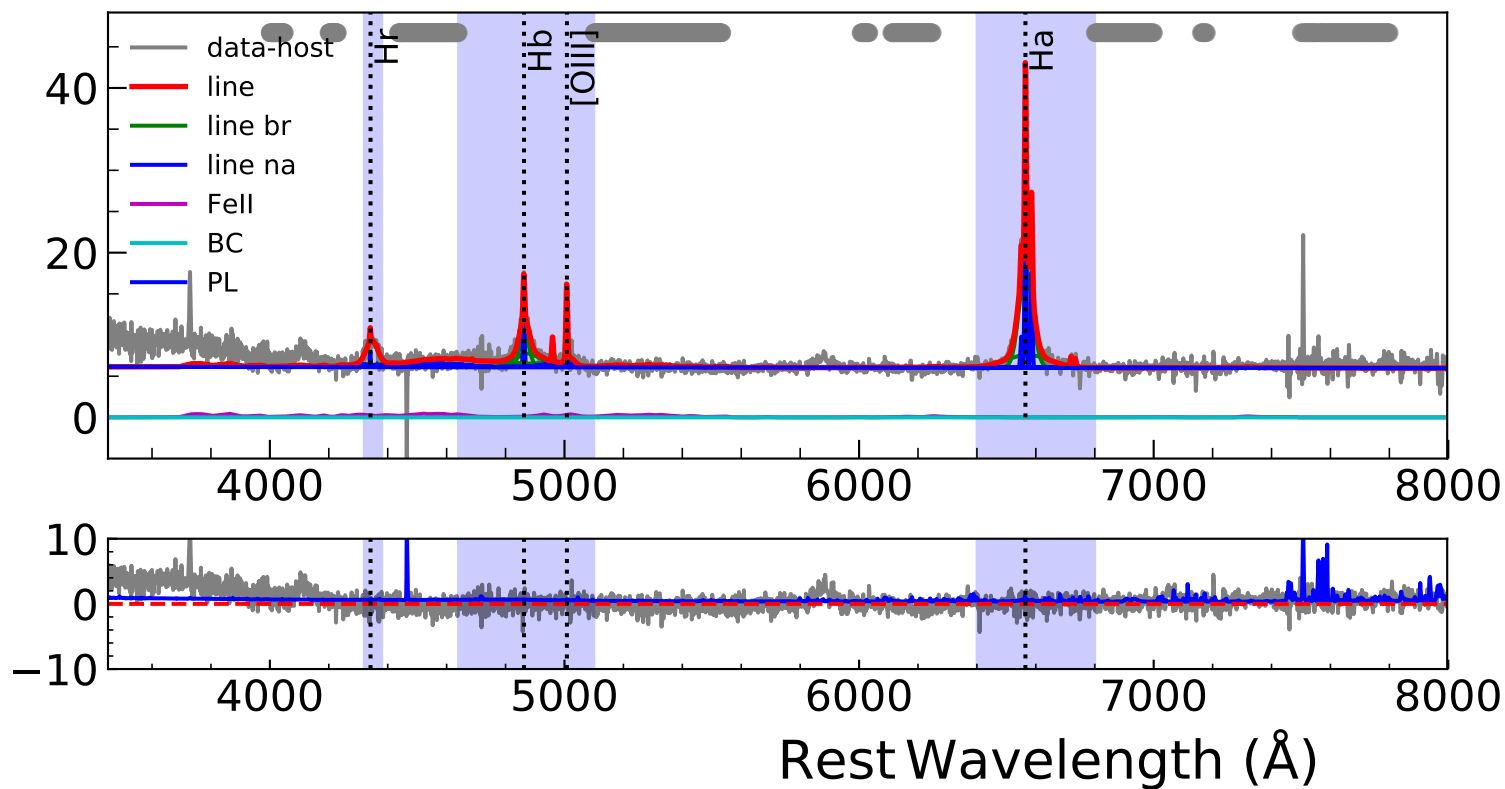 data-host
line
line br
line na
FeII
BC
PL
Hr
Hb
[OIII]
Ha
40
20
0
4000 5000 6000 7000 8000
10
0
−10
4000 5000 6000 7000 8000
Rest Wavelength (Å)